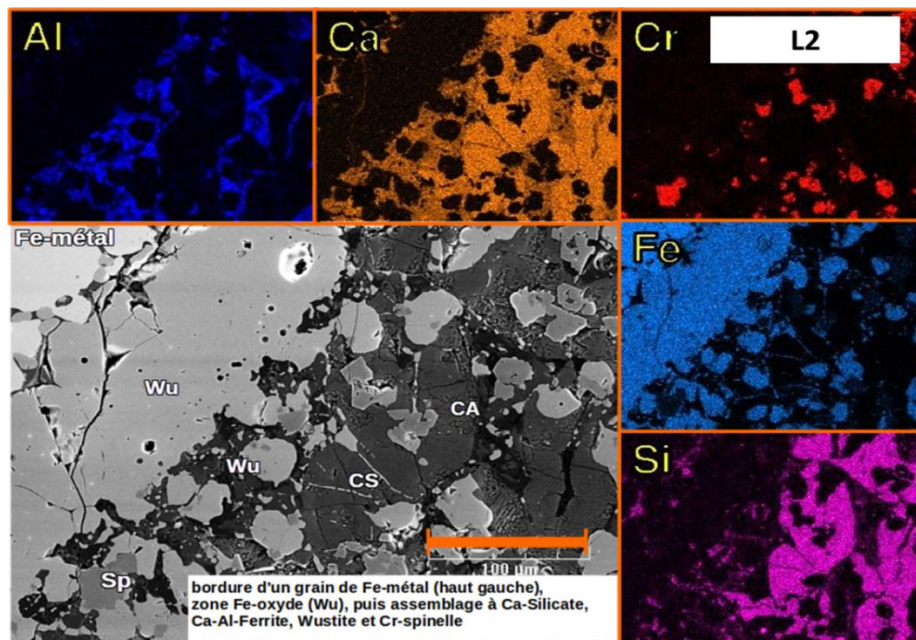 Al
Ca
Cr
L2
Fe-métal
Fe
Wu
Wu
CA
CS
Si
Sp
100 µm
bordure d'un grain de Fe-métal (haut gauche),
zone Fe-oxyde (Wu), puis assemblage à Ca-Silicate,
Ca-Al-Ferrite, Wustite et Cr-spinelle